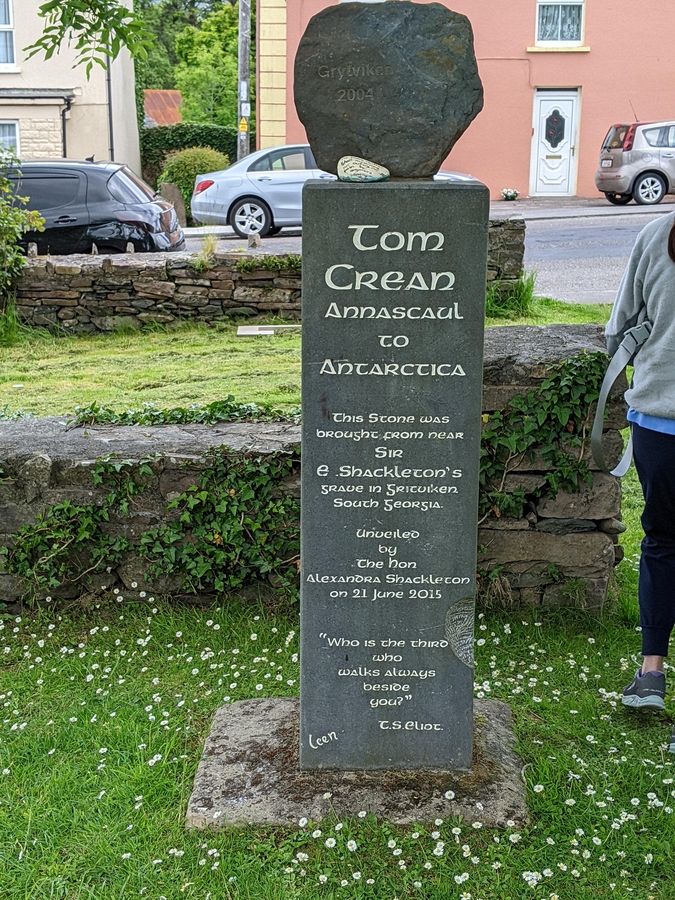 Grytviken
2004
Tom
Crean
Annascaul
to
Antarctica
This Stone was
brought from near
Sir
E .Shackleton's
grave in Gritviken
South Georgia.
Unveiled
by
The hon
Alexandra Shackleton
on 21 June 2015
"Who is the third
who
walks always
beside
you?"
T.S.Eliot.
Leen